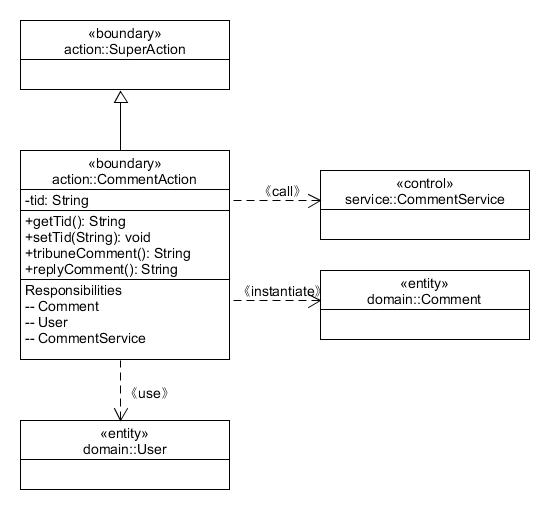 «boundary»
action::SuperAction
«boundary»
action::CommentAction
-tid: String
+getTid(): String
+setTid(String): void
+tribuneComment(): String
+replyComment(): String
Responsibilities
-- Comment
-- User
-- CommentService
《call》
«control»
service::CommentService
《instantiate》
«entity»
domain::Comment
《use》
«entity»
domain::User